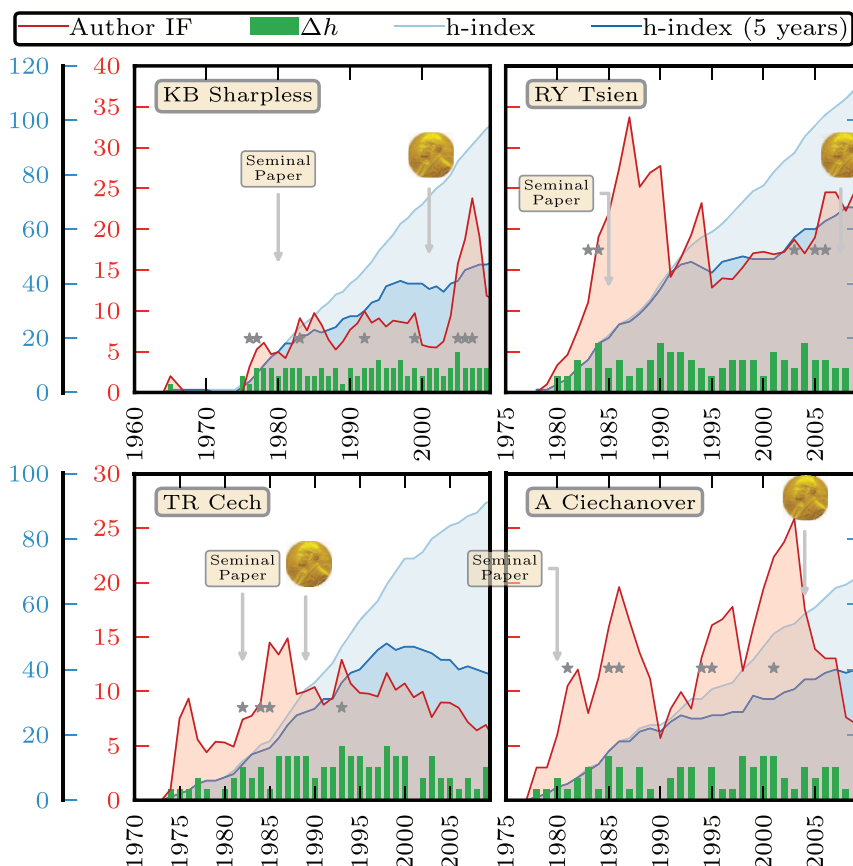 Author IF Δh h-index h-index (5 years)
120 40
100 35
80 30
60 25
40 20
20 15
0 10
5
0
KB Sharpless
Seminal
Paper
RY Tsien
Seminal
Paper
1960 1970 1980 1990 2000
1975 1980 1985 1990 1995 2000 2005
100 30
80 25
60 20
40 15
20 10
0 5
0
TR Cech
Seminal
Paper
A Ciechanover
Seminal
Paper
1970 1975 1980 1985 1990 1995 2000 2005
1975 1980 1985 1990 1995 2000 2005